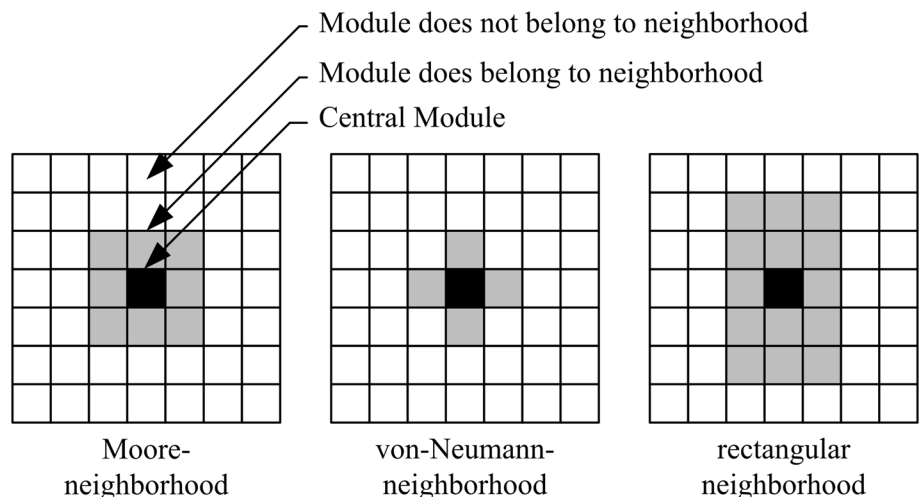 Module does not belong to neighborhood
Module does belong to neighborhood
Central Module
Moore-
neighborhood
von-Neumann-
neighborhood
rectangular
neighborhood